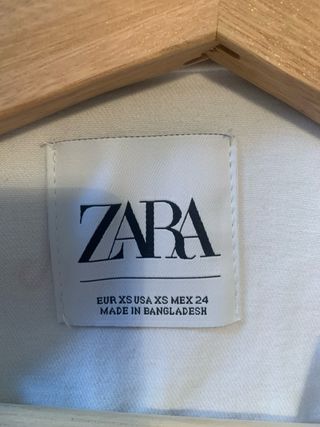 ZARA
EUR XS USA XS MEX 24
MADE IN BANGLADESH